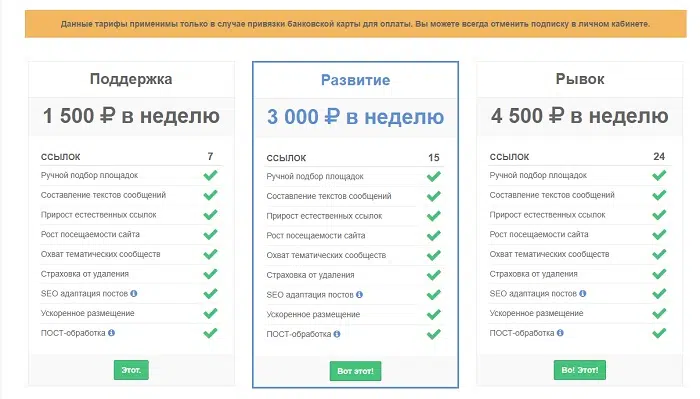 Данные тарифы применимы только в случае привязки банковской карты для оплаты. Вы можете всегда отменить подписку в личном кабинете.
Поддержка
1 500 ₽ в неделю
ССЫЛОК 7
Ручной подбор площадок
Составление текстов сообщений
Прирост естественных ссылок
Рост посещаемости сайта
Охват тематических сообществ
Страховка от удаления
SEO адаптация постов
Ускоренное размещение
ПОСТ-обработка
Этот.
Развитие
3 000 ₽ в неделю
ССЫЛОК 15
Ручной подбор площадок
Составление текстов сообщений
Прирост естественных ссылок
Рост посещаемости сайта
Охват тематических сообществ
Страховка от удаления
SEO адаптация постов
Ускоренное размещение
ПОСТ-обработка
Вот этот!
Рывок
4 500 ₽ в неделю
ССЫЛОК 24
Ручной подбор площадок
Составление текстов сообщений
Прирост естественных ссылок
Рост посещаемости сайта
Охват тематических сообществ
Страховка от удаления
SEO адаптация постов
Ускоренное размещение
ПОСТ-обработка
Во! Этот!